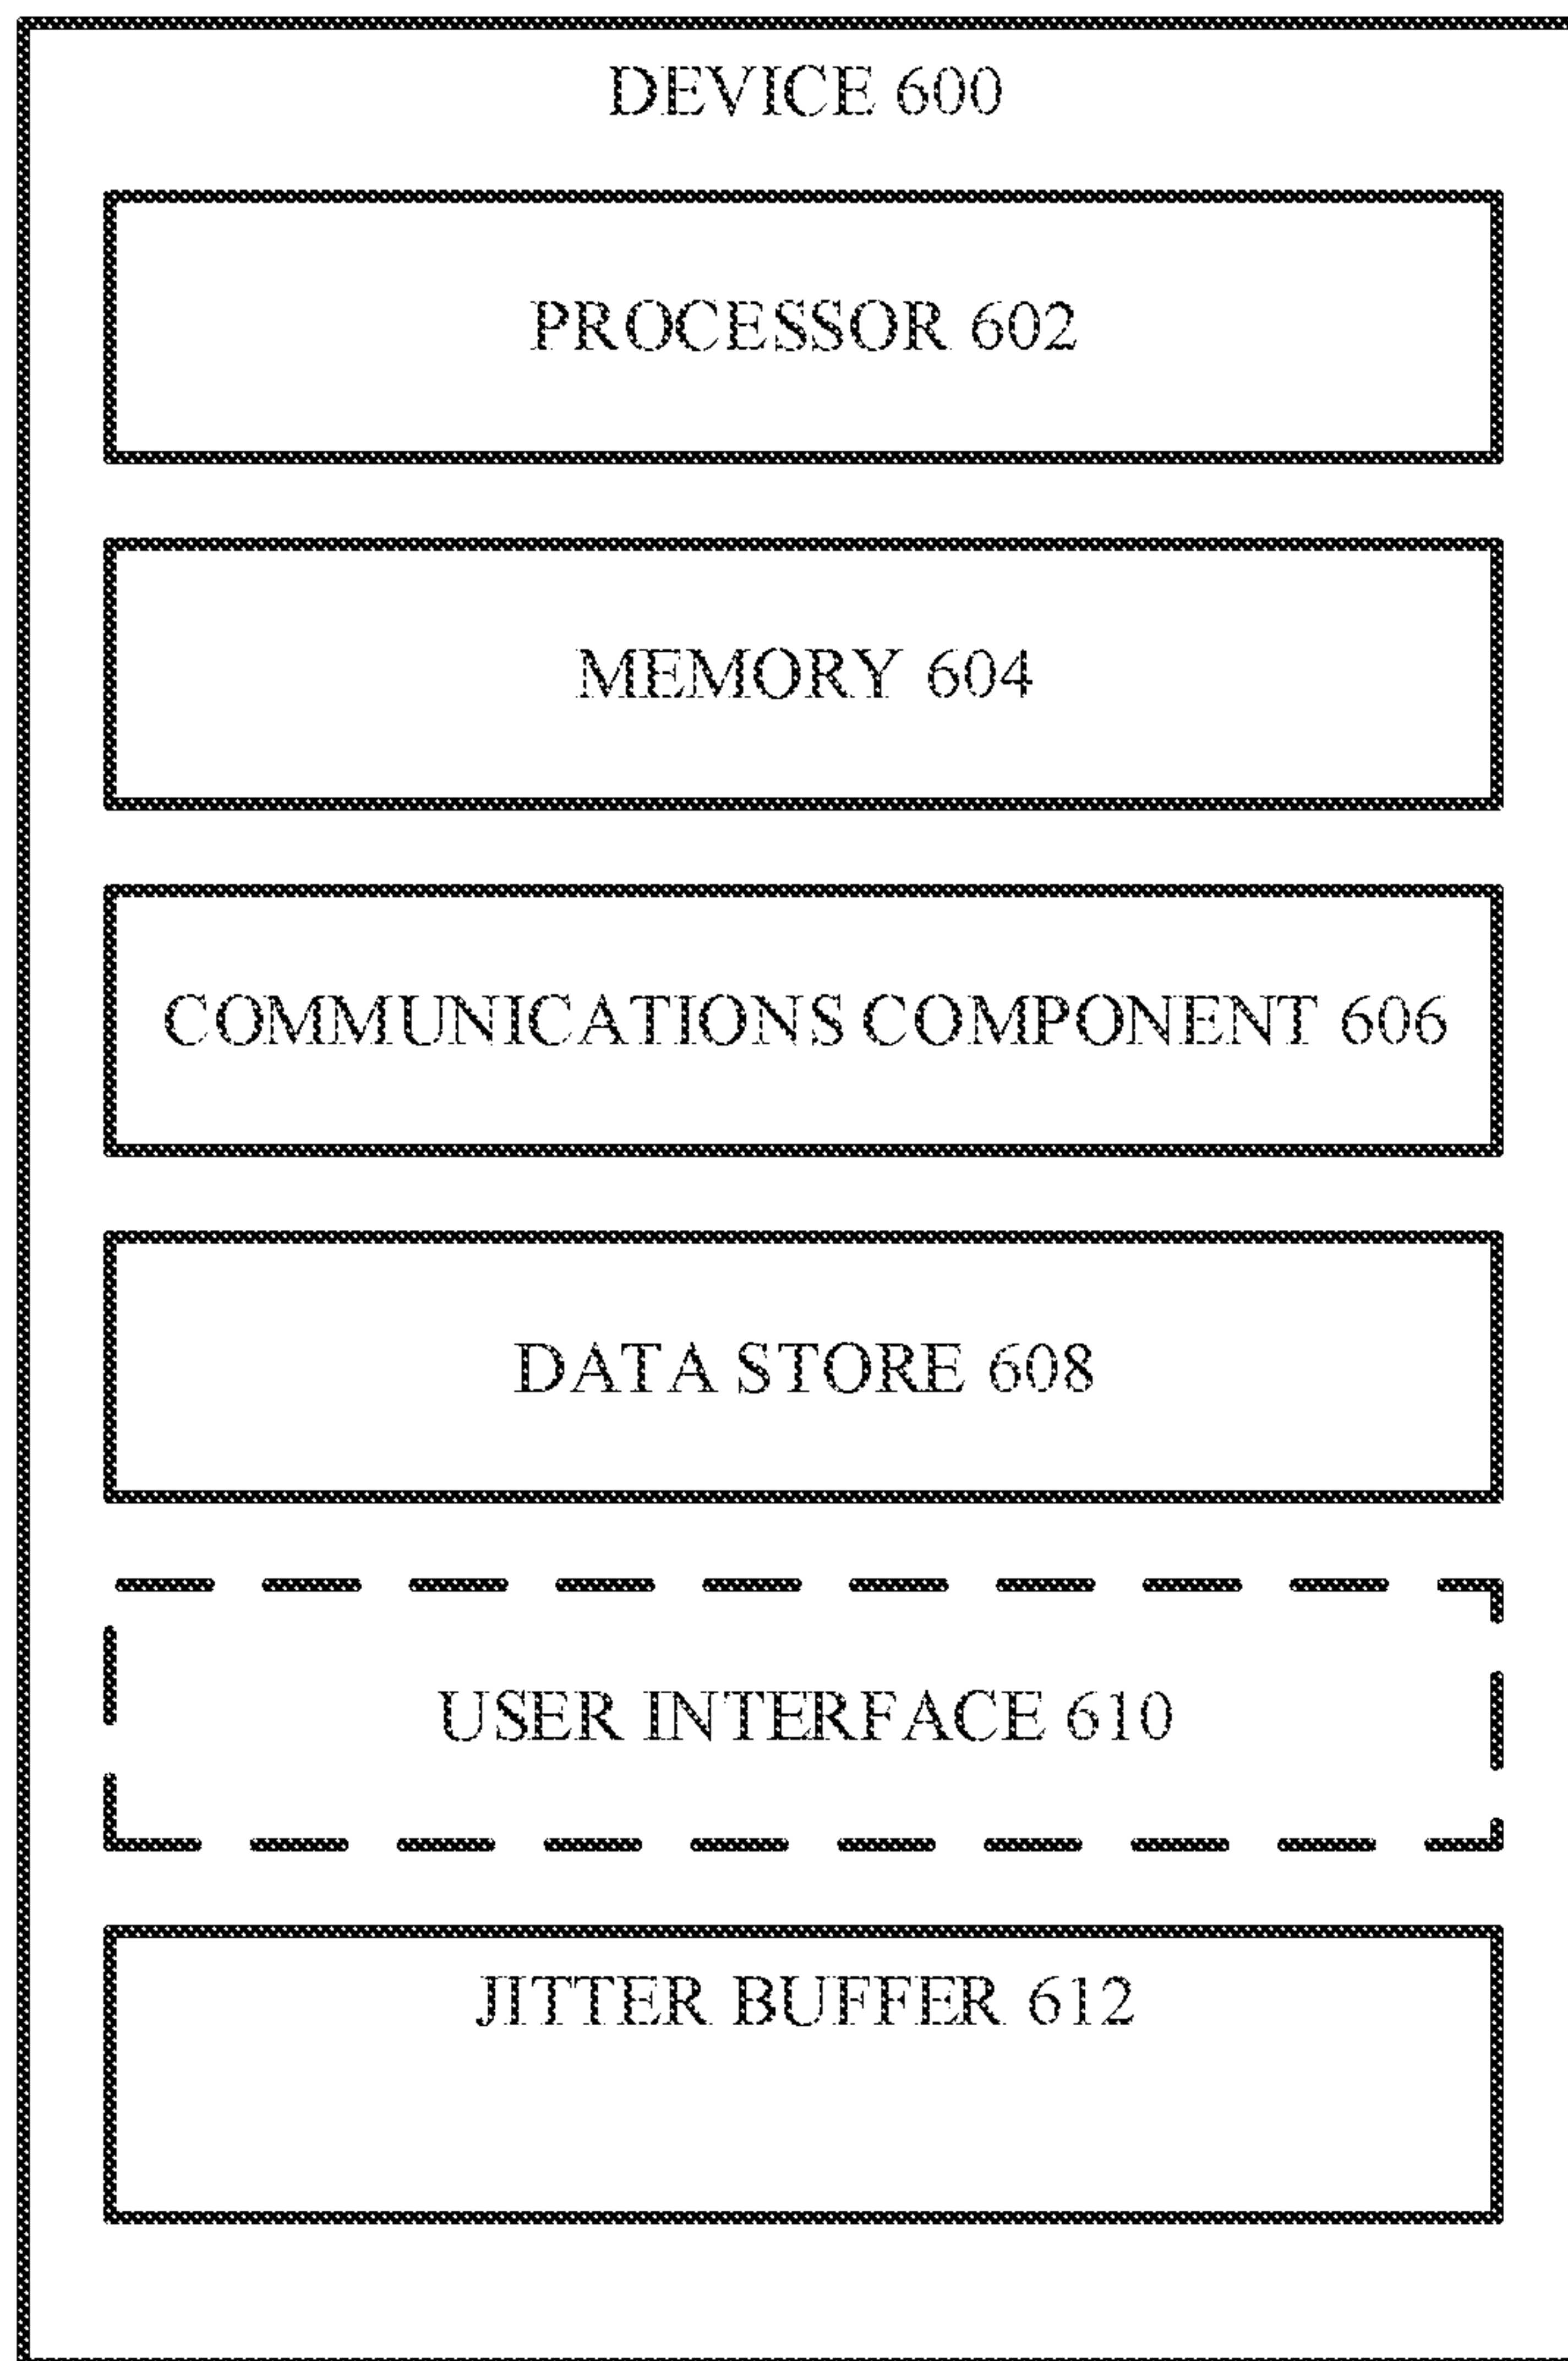 DEVICE 600
PROCESSOR 602
MEMORY 604
COMMUNICATIONS COMPONENT 606
DATA STORE 608
USER INTERFACE 610
JITTER BUFFER 612